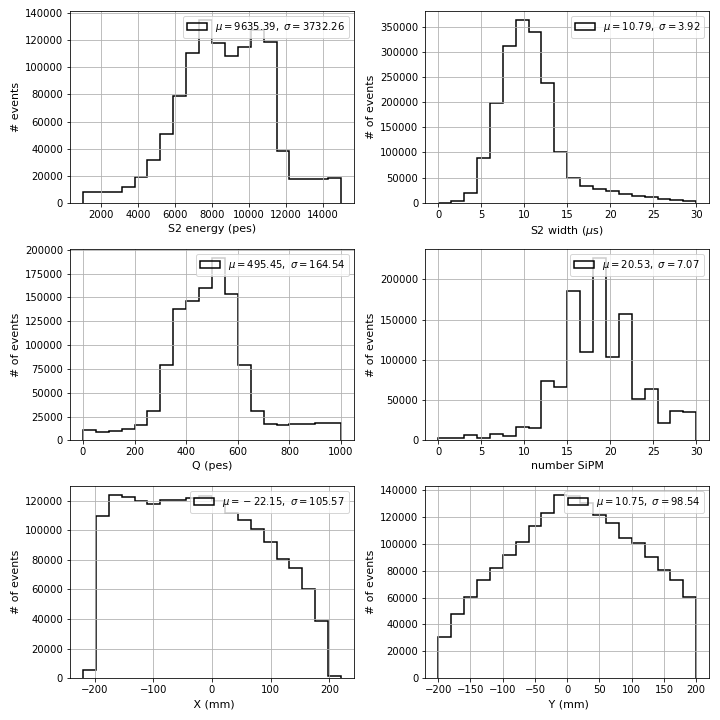 μ = 9635.39, σ = 3732.26
# events
140000
120000
100000
80000
60000
40000
20000
0
2000 4000 6000 8000 10000 12000 14000
S2 energy (pes)
μ = 10.79, σ = 3.92
# of events
350000
300000
250000
200000
150000
100000
50000
0
0 5 10 15 20 25 30
S2 width (μs)
μ = 495.45, σ = 164.54
# of events
200000
175000
150000
125000
100000
75000
50000
25000
0
0 200 400 600 800 1000
Q (pes)
μ = 20.53, σ = 7.07
# of events
200000
150000
100000
50000
0
0 5 10 15 20 25 30
number SiPM
μ = −22.15, σ = 105.57
# of events
120000
100000
80000
60000
40000
20000
0
−200 −100 0 100 200
X (mm)
μ = 10.75, σ = 98.54
# of events
140000
120000
100000
80000
60000
40000
20000
0
−200 −150 −100 −50 0 50 100 150 200
Y (mm)